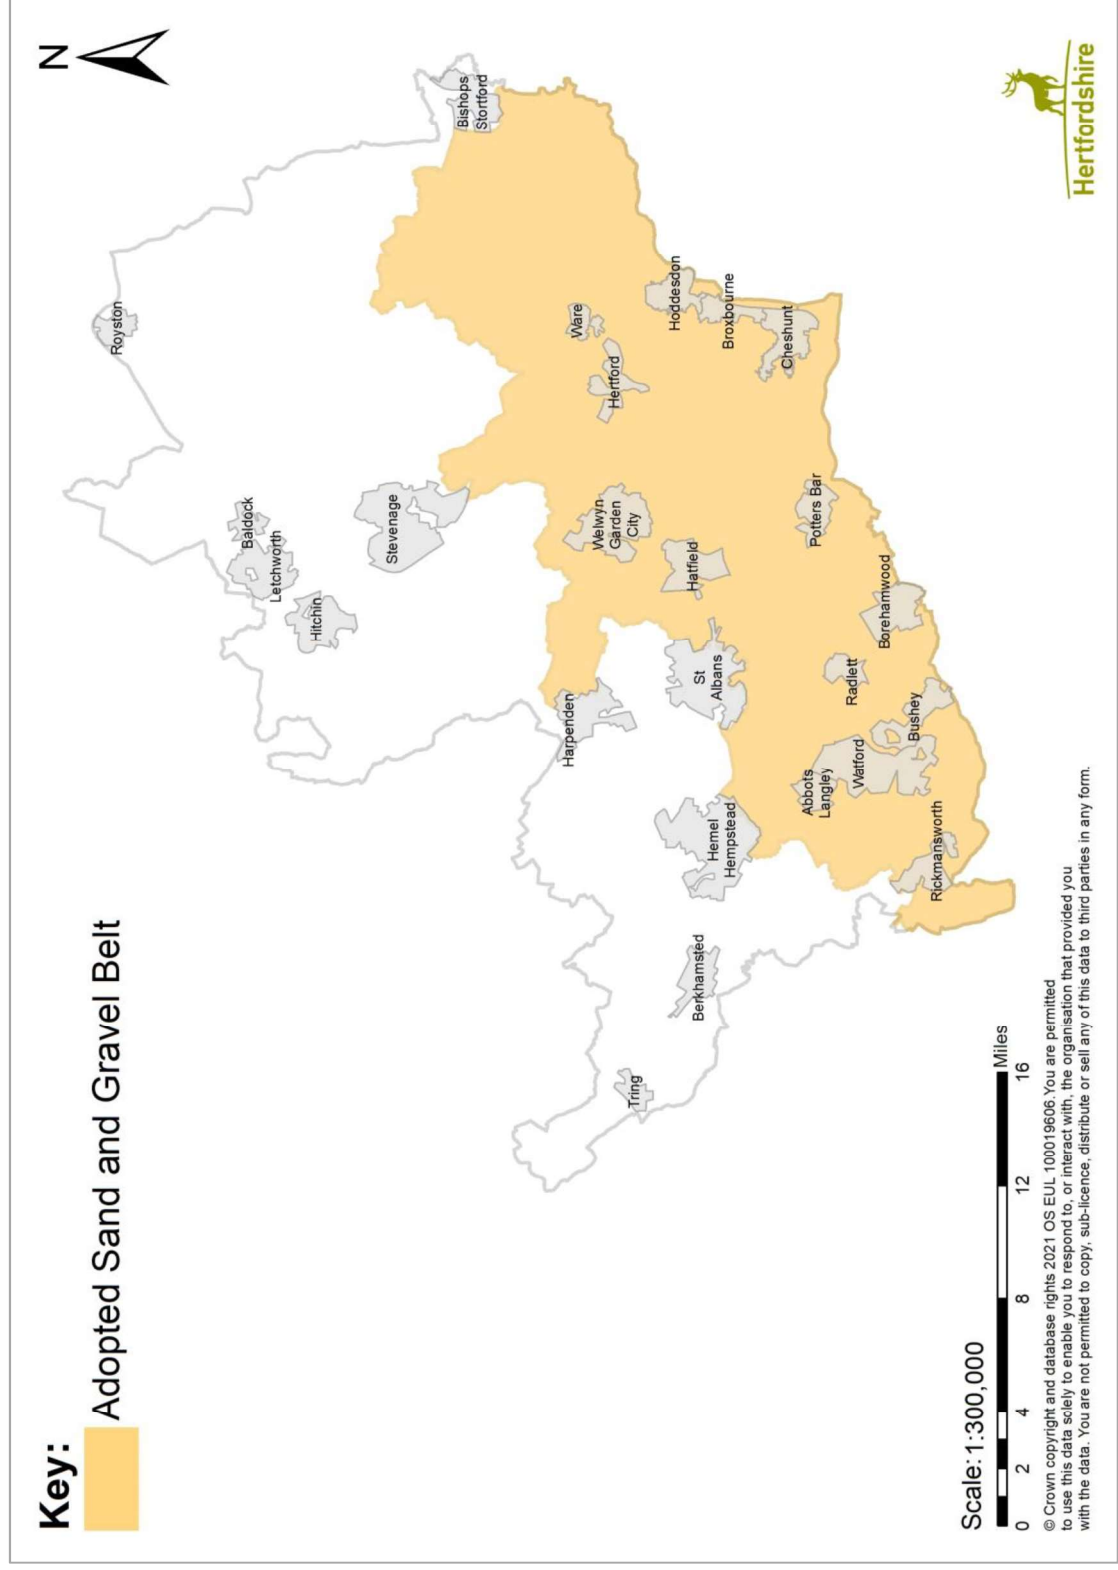 Key:
Adopted Sand and Gravel Belt
N
Royston
Baldock
Letchworth
Hitchin
Stevenage
Bishops
Stortford
Ware
Hertford
Hoddesdon
Broxbourne
Cheshunt
Welwyn
Garden
City
Hatfield
Potters Bar
Harpenden
St
Albans
Radlett
Borehamwood
Hemel
Hempstead
Abbots
Langley
Watford
Bushey
Rickmansworth
Berkhamsted
Tring
Scale:1:300,000
0 2 4 8 12 16
Miles
© Crown copyright and database rights 2021 OS EUL 100019606.You are permitted
to use this data solely to enable you to respond to, or interact with, the organisation that provided you
with the data. You are not permitted to copy, sub-licence, distribute or sell any of this data to third parties in any form.
Hertfordshire